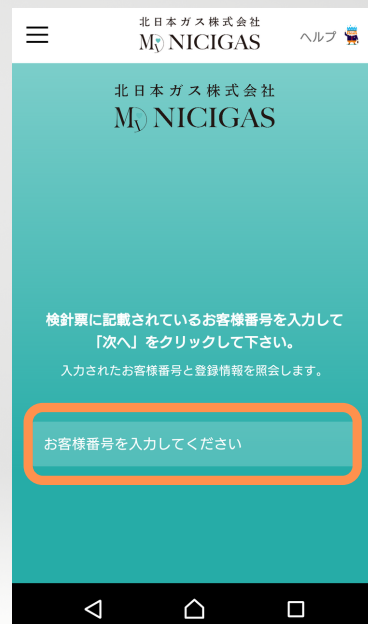 北日本ガス株式会社
My NICIGAS
ヘルプ
北日本ガス株式会社
My NICIGAS
検針票に記載されているお客様番号を入力して
「次へ」をクリックして下さい。
入力されたお客様番号と登録情報を照会します。
お客様番号を入力してください